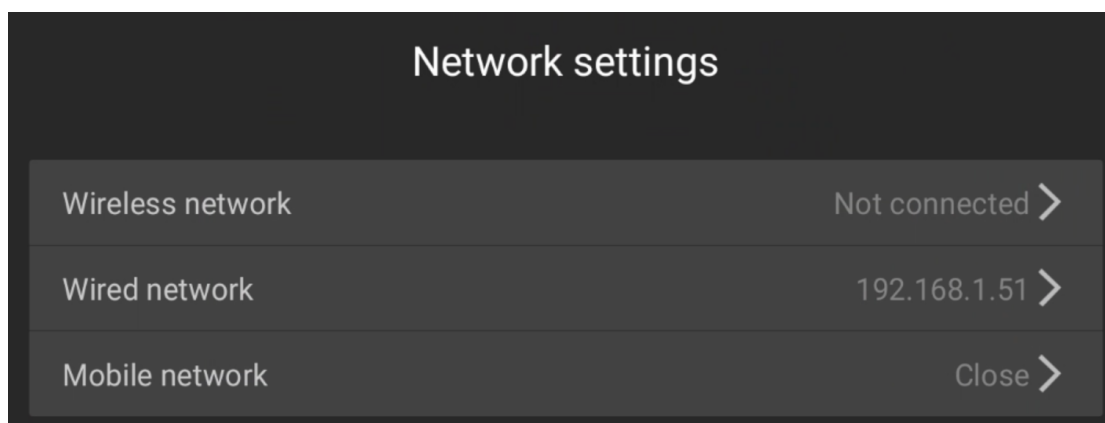 Network settings
Wireless network Not connected
Wired network 192.168.1.51
Mobile network Close